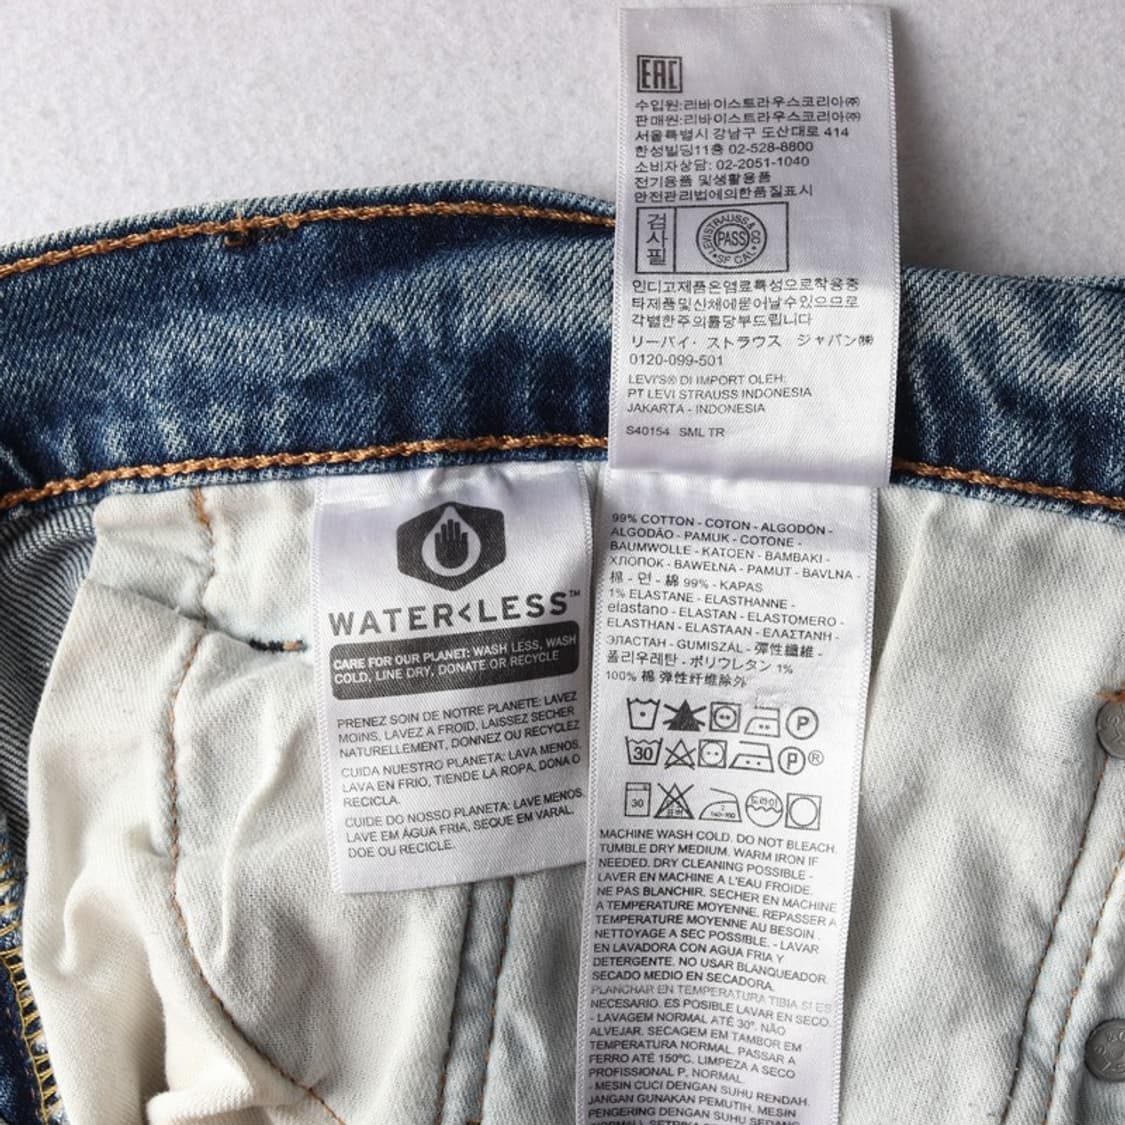 EAC
수입원:리바이스트라우스코리아㈜
판매원:리바이스트라우스코리아㈜
서울특별시 강남구 도산대로 414
한성빌딩11층 02-528-8800
소비자상담: 02-2051-1040
전기용품 및생활용품
안전관리법에의한품질표시
검사필
LEVI STRAUSS & CO
PASS
SF CAL
인디고제품은염료특성으로착용중
타제품및신체에묻어날수있으므로
각별한주의를당부드립니다
リーバイ・ストラウス ジャパン㈱
0120-099-501
LEVI'S® DI IMPORT OLEH:
PT LEVI STRAUSS INDONESIA
JAKARTA - INDONESIA
S40154 SML TR
WATER<LESS™
CARE FOR OUR PLANET: WASH LESS, WASH
COLD, LINE DRY, DONATE OR RECYCLE
PRENEZ SOIN DE NOTRE PLANETE: LAVEZ
MOINS, LAVEZ A FROID, LAISSEZ SECHER
NATURELLEMENT, DONNEZ OU RECYCLEZ
CUIDA NUESTRO PLANETA: LAVA MENOS,
LAVA EN FRIO, TIENDE LA ROPA, DONA O
RECICLA.
CUIDE DO NOSSO PLANETA: LAVE MENOS,
LAVE EM ÁGUA FRIA, SEQUE EM VARAL,
DOE OU RECICLE.
99% COTTON - COTON - ALGODÓN -
ALGODÃO - PAMUK - COTONE -
BAUMWOLLE - KATOEN - BAMBAKI -
ХЛОПОК - BAWEŁNA - PAMUT - BAVLNA -
棉 - 면 - 綿 99% - KAPAS
1% ELASTANE - ELASTHANNE -
elastano - ELASTAN - ELASTOMERO -
ELASTHAN - ELASTAAN - ΕΛΑΣΤΑΝΗ -
ЭЛАСТАН - GUMISZÁL - 彈性纖維 -
폴리우레탄 - ポリウレタン 1%
100% 棉 弹性纤维除外
P
30 P ®
30 드라이
MACHINE WASH COLD. DO NOT BLEACH.
TUMBLE DRY MEDIUM. WARM IRON IF
NEEDED. DRY CLEANING POSSIBLE -
LAVER EN MACHINE A L'EAU FROIDE.
NE PAS BLANCHIR. SECHER EN MACHINE
A TEMPERATURE MOYENNE. REPASSER A
TEMPERATURE MOYENNE AU BESOIN.
NETTOYAGE A SEC POSSIBLE. - LAVAR
EN LAVADORA CON AGUA FRIA Y
DETERGENTE. NO USAR BLANQUEADOR.
SECADO MEDIO EN SECADORA.
PLANCHAR EN TEMPERATURA TIBIA SI ES
NECESARIO. ES POSIBLE LAVAR EN SECO.
- LAVAGEM NORMAL ATÉ 30º. NÃO
ALVEJAR. SECAGEM EM TAMBOR EM
TEMPERATURA NORMAL. PASSAR A
FERRO ATÉ 150ºC. LIMPEZA A SECO
PROFISSIONAL P, NORMAL.
- MESIN CUCI DENGAN SUHU RENDAH.
JANGAN GUNAKAN PEMUTIH. MESIN
PENGERING DENGAN SUHU SEDANG